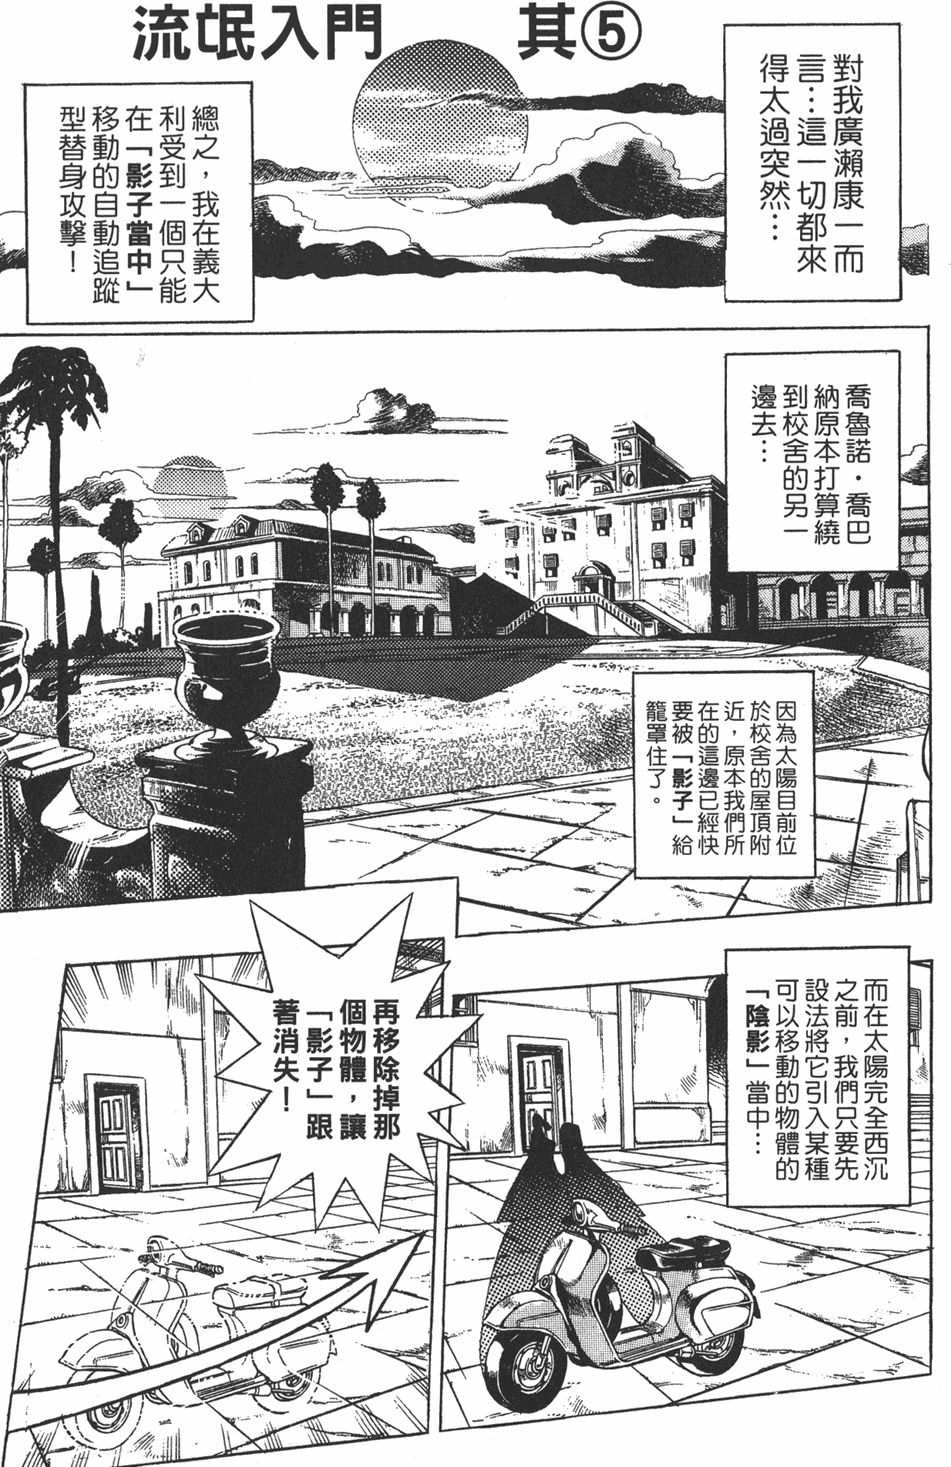 流氓入門　其⑤
對我廣瀨康一而
言…這一切都來
得太過突然…
總之，我在義大
利受到一個只能
在「影子當中」
移動的自動追蹤
型替身攻擊！
喬魯諾·喬巴
納原本打算繞
到校舍的另一
邊去…
因為太陽目前位
於校舍的屋頂附
近，原本我們所
在的這邊已經快
要被「影子」給
籠罩住了。
而在太陽完全西沉
之前，我們只要先
設法將它引入某種
可以移動的物體的
「陰影」當中…
再移除掉那
個物體，讓
「影子」跟
著消失！